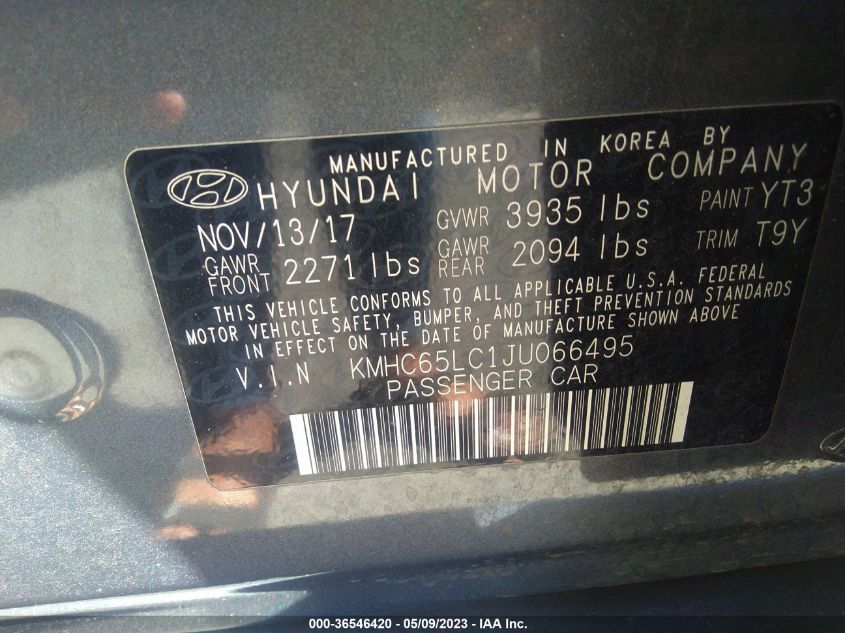 MANUFACTURED IN KOREA BY
HYUNDAI MOTOR COMPANY
NOV/13/17 GVWR 3935 lbs PAINT YT3
GAWR FRONT 2271 lbs GAWR REAR 2094 lbs TRIM T9Y
THIS VEHICLE CONFORMS TO ALL APPLICABLE U.S.A. FEDERAL
MOTOR VEHICLE SAFETY, BUMPER, AND THEFT PREVENTION STANDARDS
IN EFFECT ON THE DATE OF MANUFACTURE SHOWN ABOVE
V.I.N KMHC65LC1JU066495
PASSENGER CAR
000-36546420 - 05/09/2023 - IAA Inc.